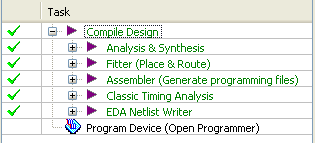 Task
Compile Design
Analysis & Synthesis
Fitter (Place & Route)
Assembler (Generate programming files)
Classic Timing Analysis
EDA Netlist Writer
Program Device (Open Programmer)